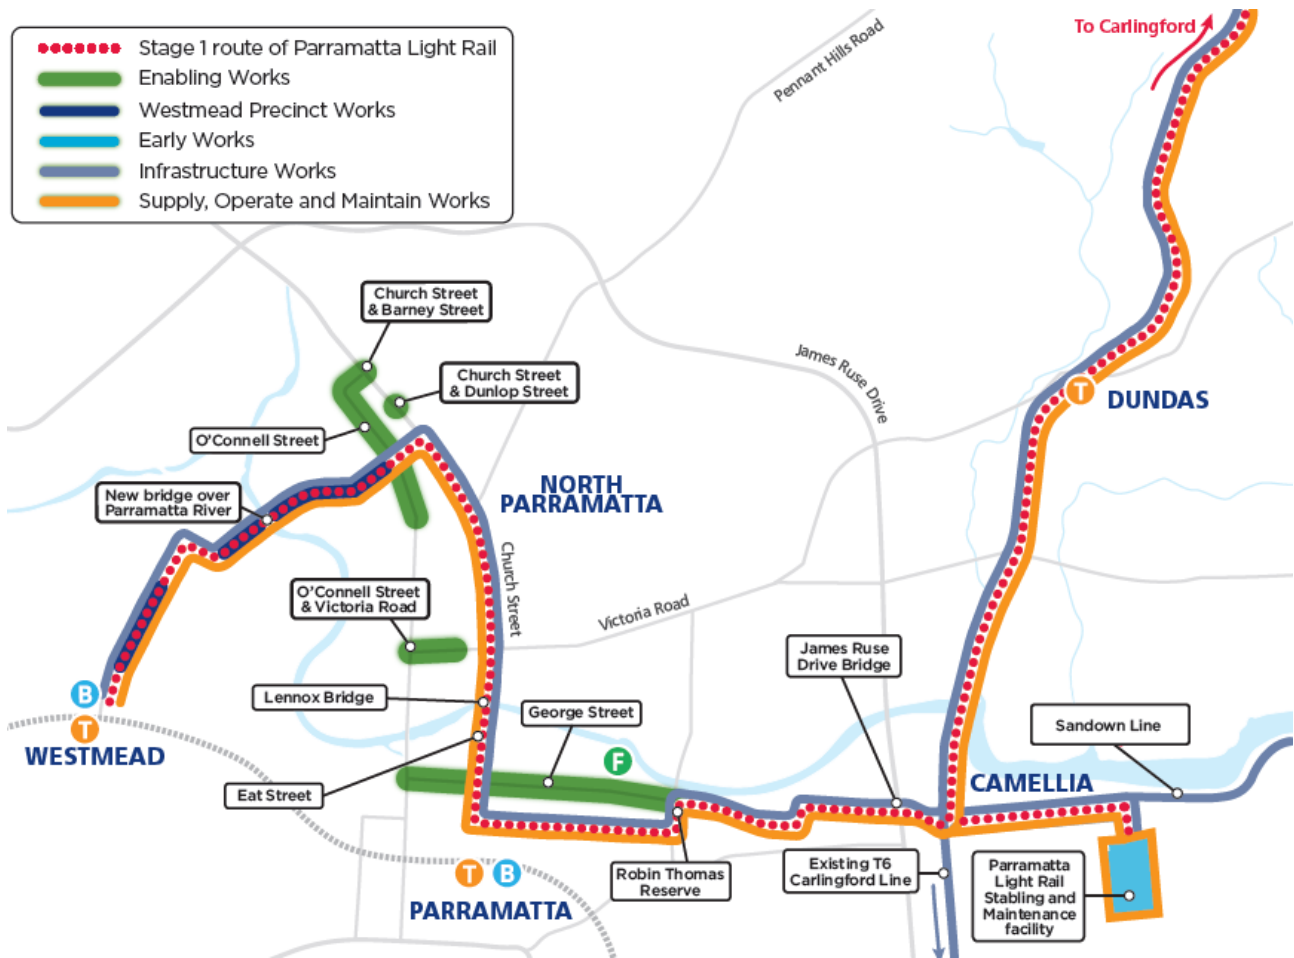 To Carlingford
Stage 1 route of Parramatta Light Rail
Enabling Works
Westmead Precinct Works
Early Works
Infrastructure Works
Supply, Operate and Maintain Works
Pennant Hills Road
Church Street
& Barney Street
James Ruse Drive
Church Street
& Dunlop Street
T
DUNDAS
O'Connell Street
NORTH
PARRAMATTA
New bridge over
Parramatta River
Church Street
O'Connell Street
& Victoria Road
Victoria Road
James Ruse
Drive Bridge
B
Lennox Bridge
George Street
Sandown Line
T
WESTMEAD
F
CAMELLIA
Eat Street
T B
PARRAMATTA
Robin Thomas
Reserve
Existing T6
Carlingford Line
Parramatta
Light Rail
Stabling and
Maintenance
facility